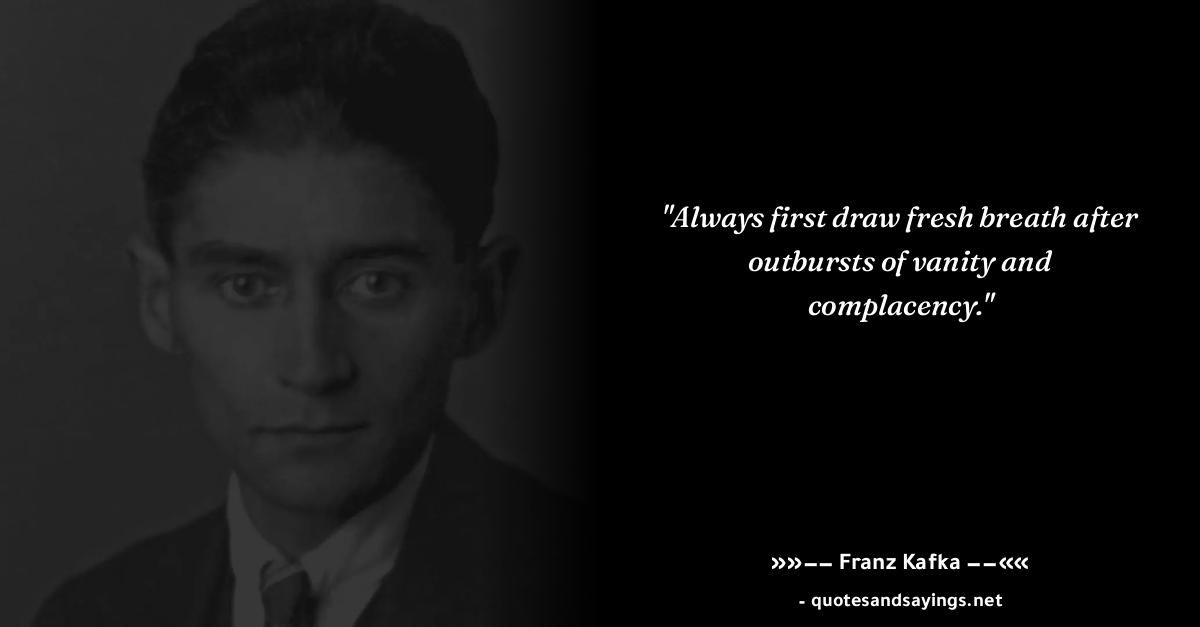 "Always first draw fresh breath after
outbursts of vanity and
complacency."
»»−− Franz Kafka −−««
- quotesandsayings.net